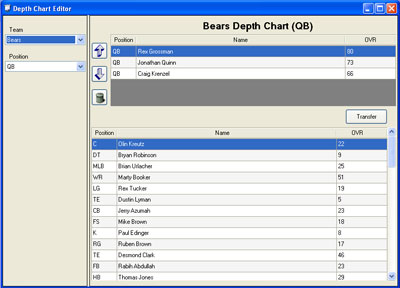 Depth Chart Editor
Team
Bears
Position
QB
Bears Depth Chart (QB)
Position Name OVR
QB Rex Grossman 80
QB Jonathan Quinn 73
QB Craig Krenzel 66
Transfer
Position Name OVR
C Olin Kreutz 22
DT Bryan Robinson 9
MLB Brian Urlacher 25
WR Marty Booker 51
LG Rex Tucker 19
TE Dustin Lyman 5
CB Jerry Azumah 23
FS Mike Brown 18
K Paul Edinger 8
RG Ruben Brown 17
TE Desmond Clark 46
FB Rabih Abdullah 23
HB Thomas Jones 29